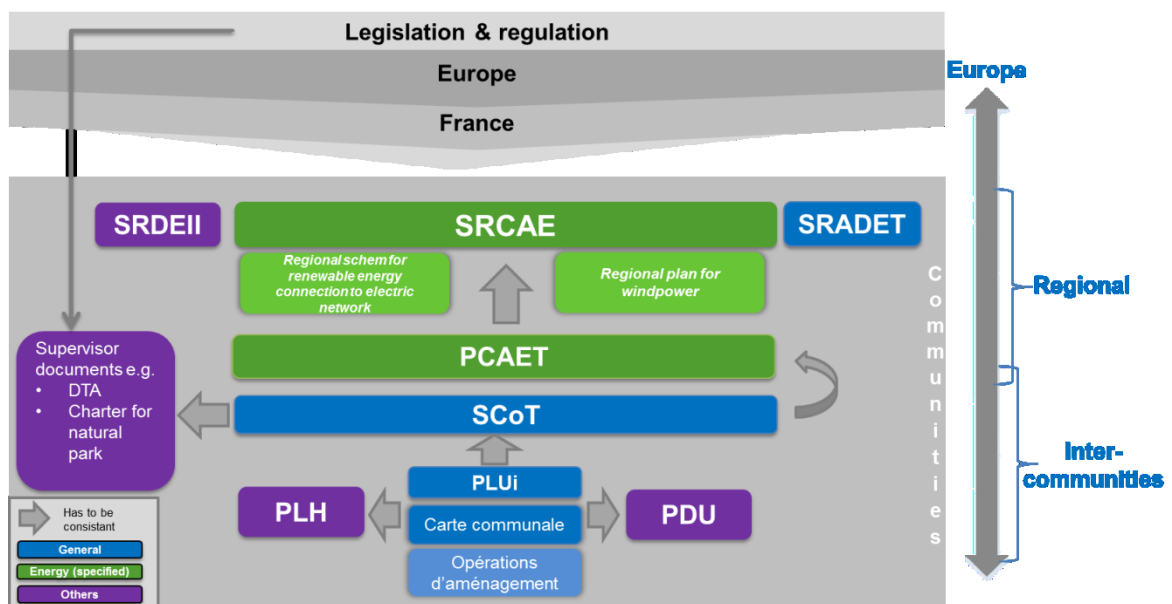 Legislation & regulation
Europe
France
Europe
SRDEII
SRCAE
SRADET
Regional schem for
renewable energy
connection to electric
network
Regional plan for
windpower
Communities
Regional
Supervisor
documents e.g.
• DTA
• Charter for
natural
park
PCAET
SCoT
Inter-
communities
PLUi
PLH
Carte communale
PDU
Opérations
d'aménagement
Has to be
consistant
General
Energy (specified)
Others